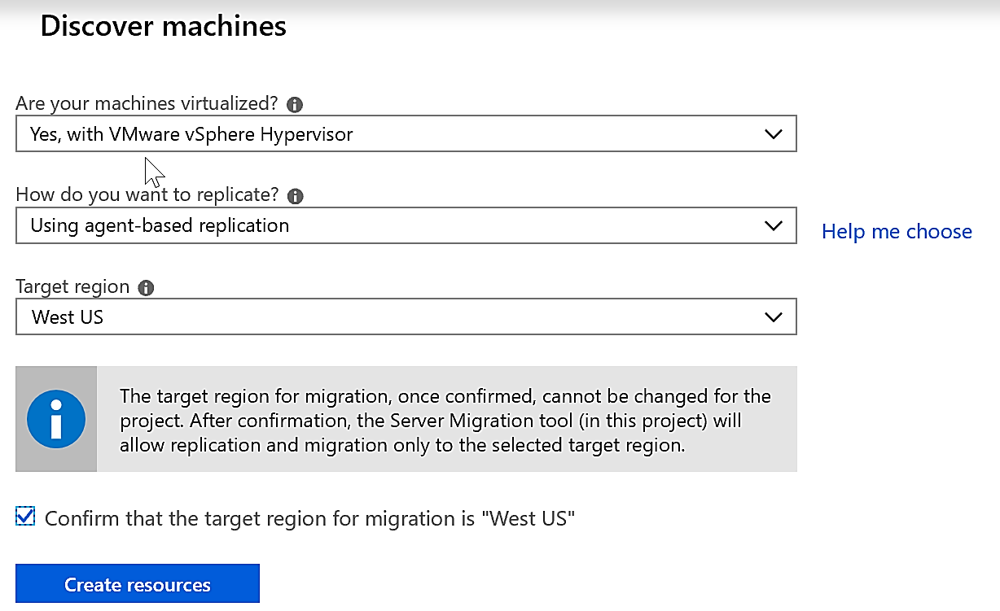 Discover machines
Are your machines virtualized?
Yes, with VMware vSphere Hypervisor
How do you want to replicate?
Using agent-based replication
Help me choose
Target region
West US
The target region for migration, once confirmed, cannot be changed for the
project. After confirmation, the Server Migration tool (in this project) will
allow replication and migration only to the selected target region.
Confirm that the target region for migration is "West US"
Create resources